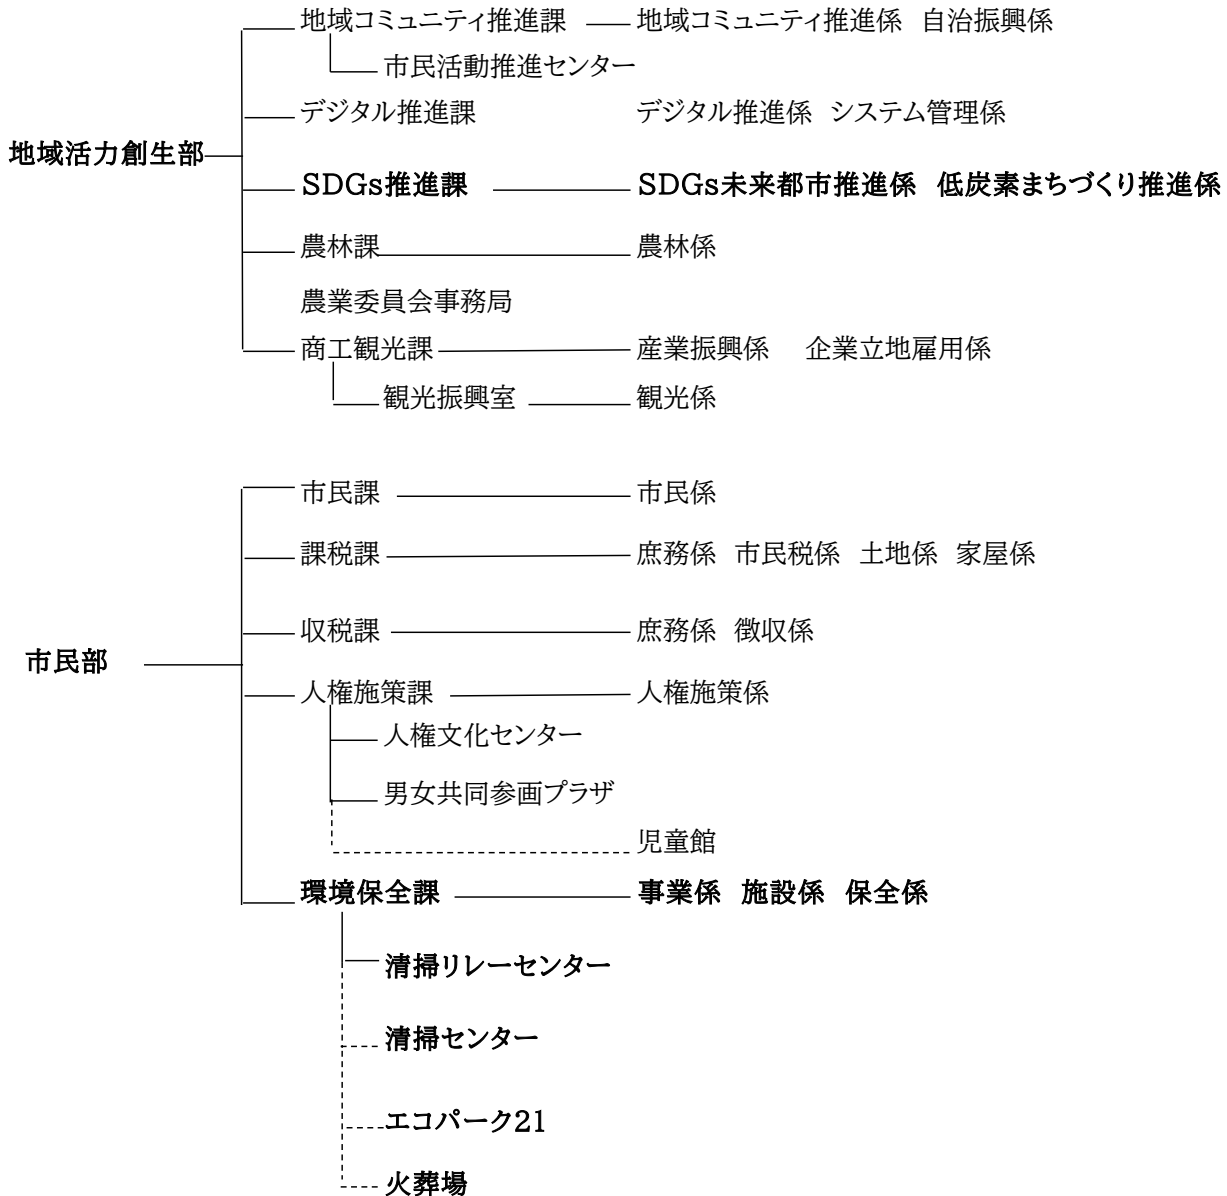 地域コミュニティ推進課 地域コミュニティ推進係 自治振興係
市民活動推進センター
デジタル推進課 デジタル推進係 システム管理係
地域活力創生部
SDGs推進課 SDGs未来都市推進係 低炭素まちづくり推進係
農林課 農林係
農業委員会事務局
商工観光課 産業振興係 企業立地雇用係
観光振興室 観光係
市民課 市民係
課税課 庶務係 市民税係 土地係 家屋係
収税課 庶務係 徴収係
市民部
人権施策課 人権施策係
人権文化センター
男女共同参画プラザ
児童館
環境保全課 事業係 施設係 保全係
清掃リレーセンター
清掃センター
エコパーク21
火葬場